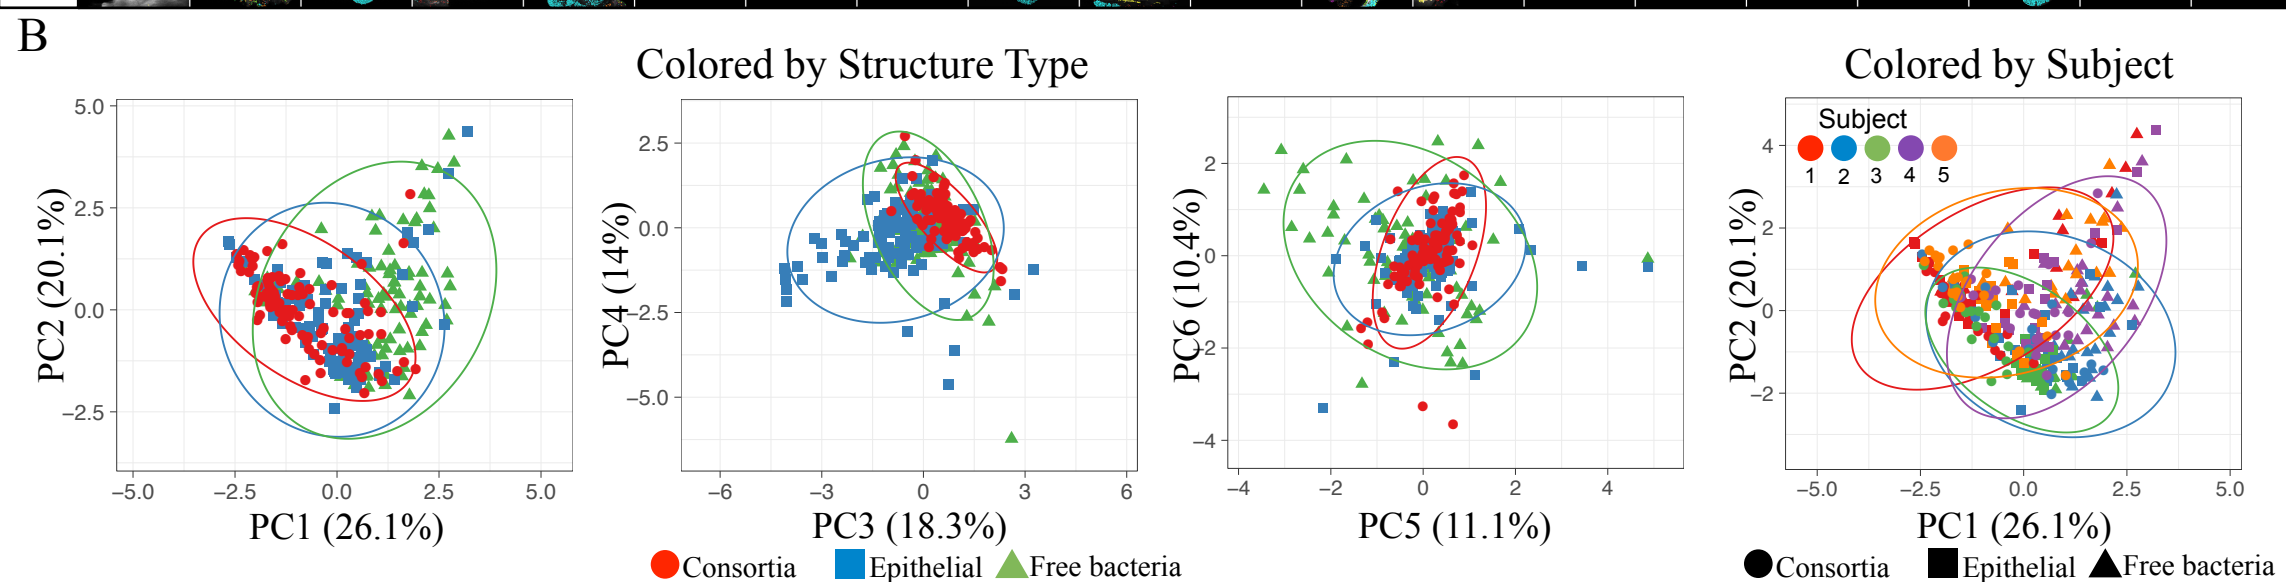 B
Colored by Structure Type
Colored by Subject
5.0
2.5
0.0
−2.5
PC2 (20.1%)
−5.0 −2.5 0.0 2.5 5.0
PC1 (26.1%)
2.5
0.0
−2.5
−5.0
PC4 (14%)
−6 −3 0 3 6
PC3 (18.3%)
2
0
−2
−4
PC6 (10.4%)
−4 −2 0 2 4
PC5 (11.1%)
Consortia Epithelial Free bacteria
Subject
1 2 3 4 5
4
2
0
−2
PC2 (20.1%)
−5.0 −2.5 0.0 2.5 5.0
PC1 (26.1%)
Consortia Epithelial Free bacteria